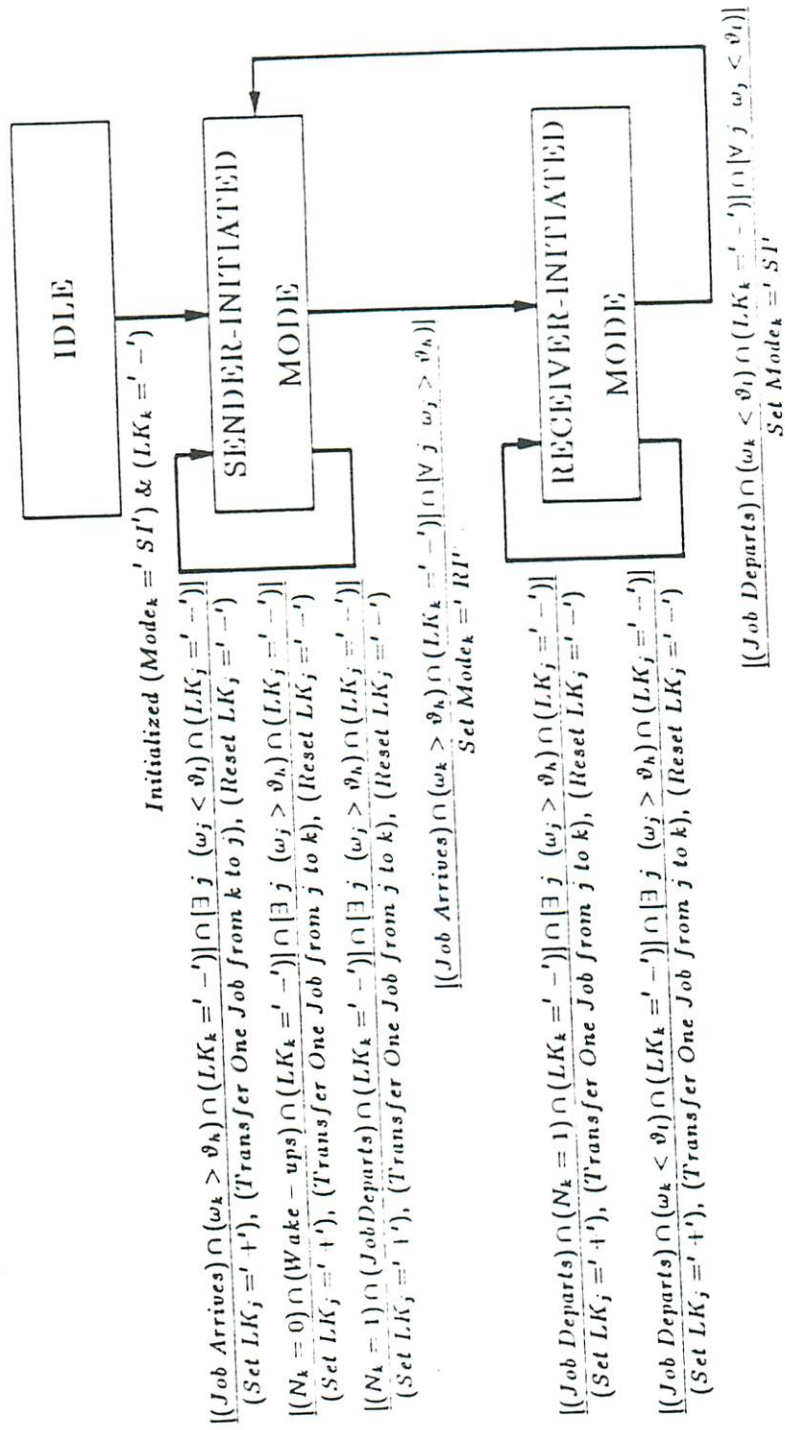 IDLE
Initialized (Mode_k =' SI') & (LK_k =' −')
SENDER-INITIATED
MODE
[(Job Arrives) ∩ (ω_k > ϑ_h) ∩ (LK_k =' −')] ∩ [∃ j (ω_j < ϑ_l) ∩ (LK_j =' −')]
(Set LK_j =' +'), (Transfer One Job from k to j), (Reset LK_j =' −')
[(N_k = 0) ∩ (Wake − ups) ∩ (LK_k =' −')] ∩ [∃ j (ω_j > ϑ_h) ∩ (LK_j =' −')]
(Set LK_j =' +'), (Transfer One Job from j to k), (Reset LK_j =' −')
[(N_k = 1) ∩ (JobDeparts) ∩ (LK_k =' −')] ∩ [∃ j (ω_j > ϑ_h) ∩ (LK_j =' −')]
(Set LK_j =' +'), (Transfer One Job from j to k), (Reset LK_j =' −')
[(Job Arrives) ∩ (ω_k > ϑ_h) ∩ (LK_k =' −')] ∩ [∀ j ω_j > ϑ_h)]
Set Mode_k =' RI'
RECEIVER-INITIATED
MODE
[(Job Departs) ∩ (N_k = 1) ∩ (LK_k =' −')] ∩ [∃ j (ω_j > ϑ_h) ∩ (LK_j =' −')]
(Set LK_j =' +'), (Transfer One Job from j to k), (Reset LK_j =' −')
[(Job Departs) ∩ (ω_k < ϑ_l) ∩ (LK_k =' −')] ∩ [∃ j (ω_j > ϑ_h) ∩ (LK_j =' −')]
(Set LK_j =' +'), (Transfer One Job from j to k), (Reset LK_j =' −')
[(Job Departs) ∩ (ω_k < ϑ_l) ∩ (LK_k =' −')] ∩ [∀ j ω_j < ϑ_l)]
Set Mode_k =' SI'